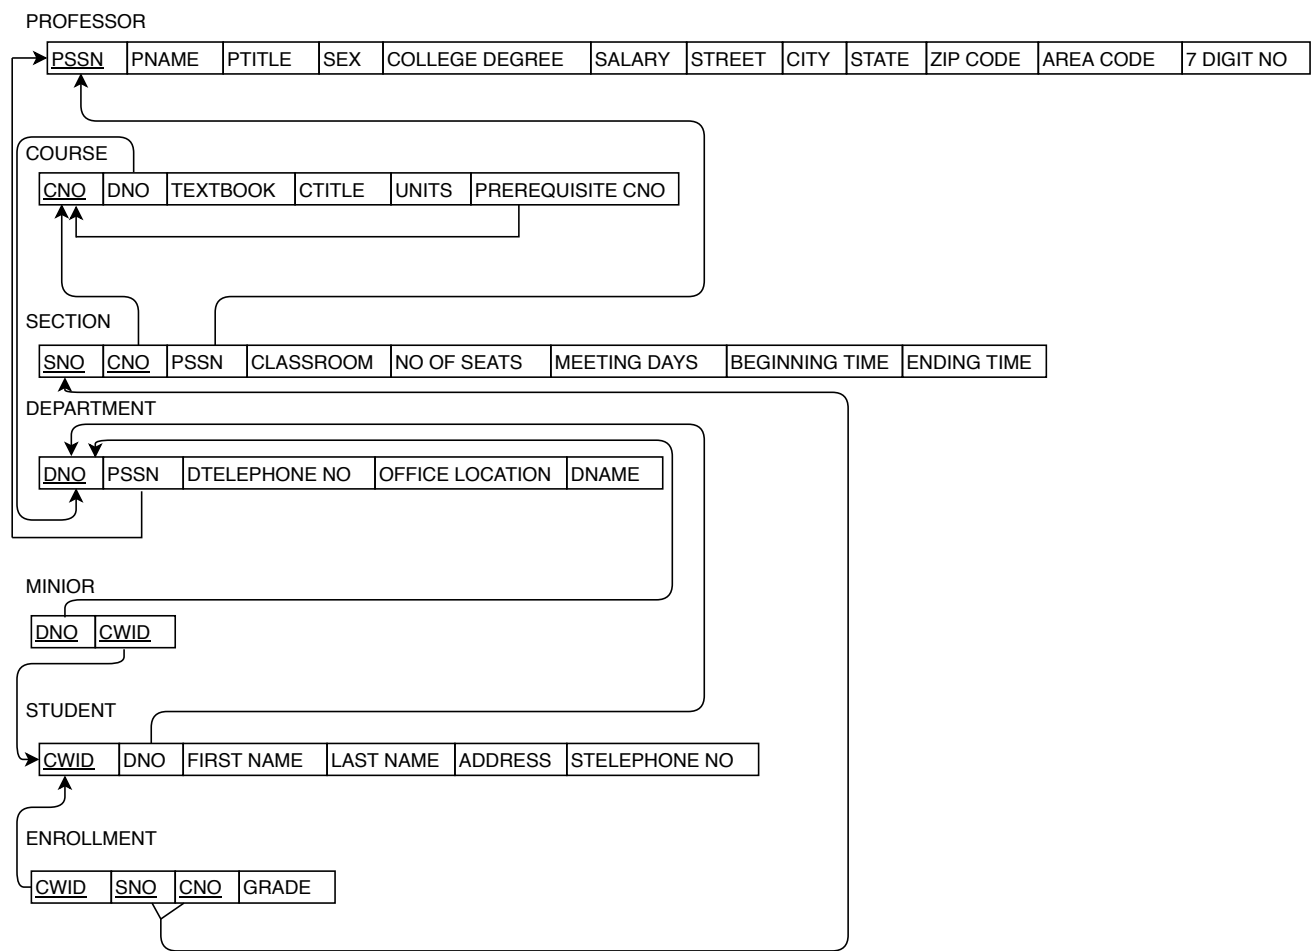 PROFESSOR
PSSN PNAME PTITLE SEX COLLEGE DEGREE SALARY STREET CITY STATE ZIP CODE AREA CODE 7 DIGIT NO
COURSE
CNO DNO TEXTBOOK CTITLE UNITS PREREQUISITE CNO
SECTION
SNO CNO PSSN CLASSROOM NO OF SEATS MEETING DAYS BEGINNING TIME ENDING TIME
DEPARTMENT
DNO PSSN DTELEPHONE NO OFFICE LOCATION DNAME
MINIOR
DNO CWID
STUDENT
CWID DNO FIRST NAME LAST NAME ADDRESS STELEPHONE NO
ENROLLMENT
CWID SNO CNO GRADE